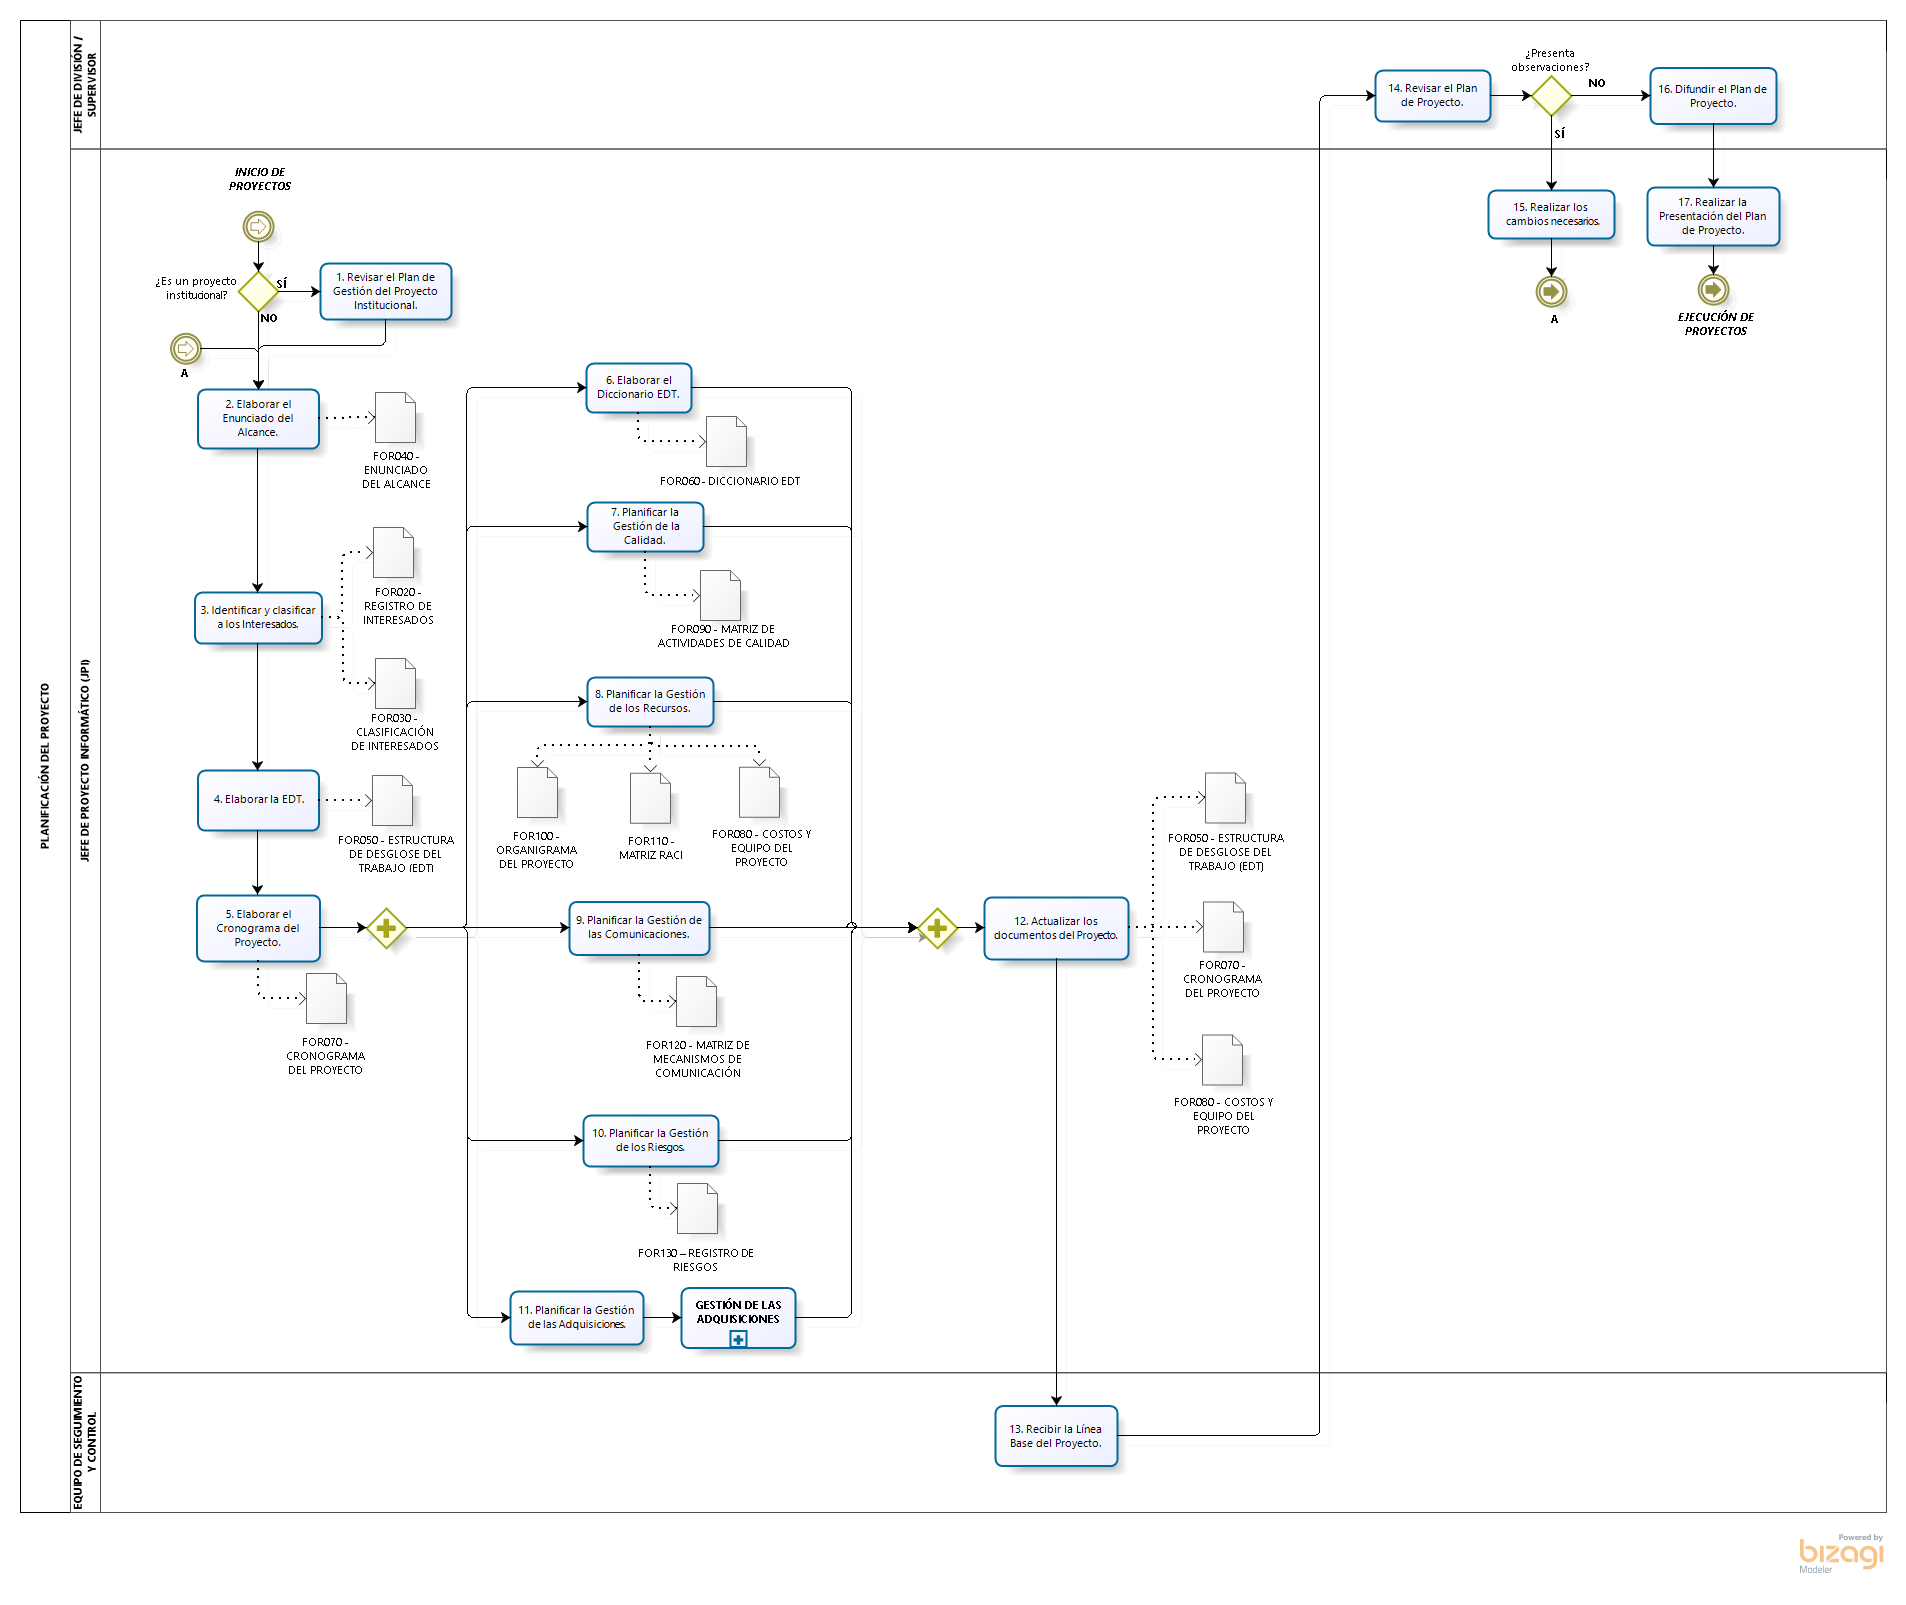 PLANIFICACIÓN DEL PROYECTO
JEFE DE DIVISIÓN /
SUPERVISOR
¿Presenta
observaciones?
14. Revisar el Plan
de Proyecto.
NO
SÍ
16. Difundir el Plan de
Proyecto.
JEFE DE PROYECTO INFORMÁTICO (JPI)
INICIO DE
PROYECTOS
¿Es un proyecto
institucional?
SÍ
NO
1. Revisar el Plan de
Gestión del Proyecto
Institucional.
A
15. Realizar los
cambios necesarios.
A
17. Realizar la
Presentación del Plan
de Proyecto.
EJECUCIÓN DE
PROYECTOS
2. Elaborar el
Enunciado del
Alcance.
FOR040 -
ENUNCIADO
DEL ALCANCE
3. Identificar y clasificar
a los Interesados.
FOR020 -
REGISTRO DE
INTERESADOS
FOR030 -
CLASIFICACIÓN
DE INTERESADOS
4. Elaborar la EDT.
FOR050 - ESTRUCTURA
DE DESGLOSE DEL
TRABAJO (EDT)
5. Elaborar el
Cronograma del
Proyecto.
FOR070 -
CRONOGRAMA
DEL PROYECTO
6. Elaborar el
Diccionario EDT.
FOR060 - DICCIONARIO EDT
7. Planificar la
Gestión de la
Calidad.
FOR090 - MATRIZ DE
ACTIVIDADES DE CALIDAD
8. Planificar la Gestión
de los Recursos.
FOR100 -
ORGANIGRAMA
DEL PROYECTO
FOR110 -
MATRIZ RACI
FOR080 - COSTOS Y
EQUIPO DEL
PROYECTO
9. Planificar la Gestión de
las Comunicaciones.
FOR120 - MATRIZ DE
MECANISMOS DE
COMUNICACIÓN
10. Planificar la Gestión
de los Riesgos.
FOR130 – REGISTRO DE
RIESGOS
11. Planificar la Gestión
de las Adquisiciones.
GESTIÓN DE LAS
ADQUISICIONES
12. Actualizar los
documentos del Proyecto.
FOR050 - ESTRUCTURA
DE DESGLOSE DEL
TRABAJO (EDT)
FOR070 -
CRONOGRAMA
DEL PROYECTO
FOR080 - COSTOS Y
EQUIPO DEL
PROYECTO
EQUIPO DE SEGUIMIENTO
Y CONTROL
13. Recibir la Línea
Base del Proyecto.
Powered by
bizagi
Modeler